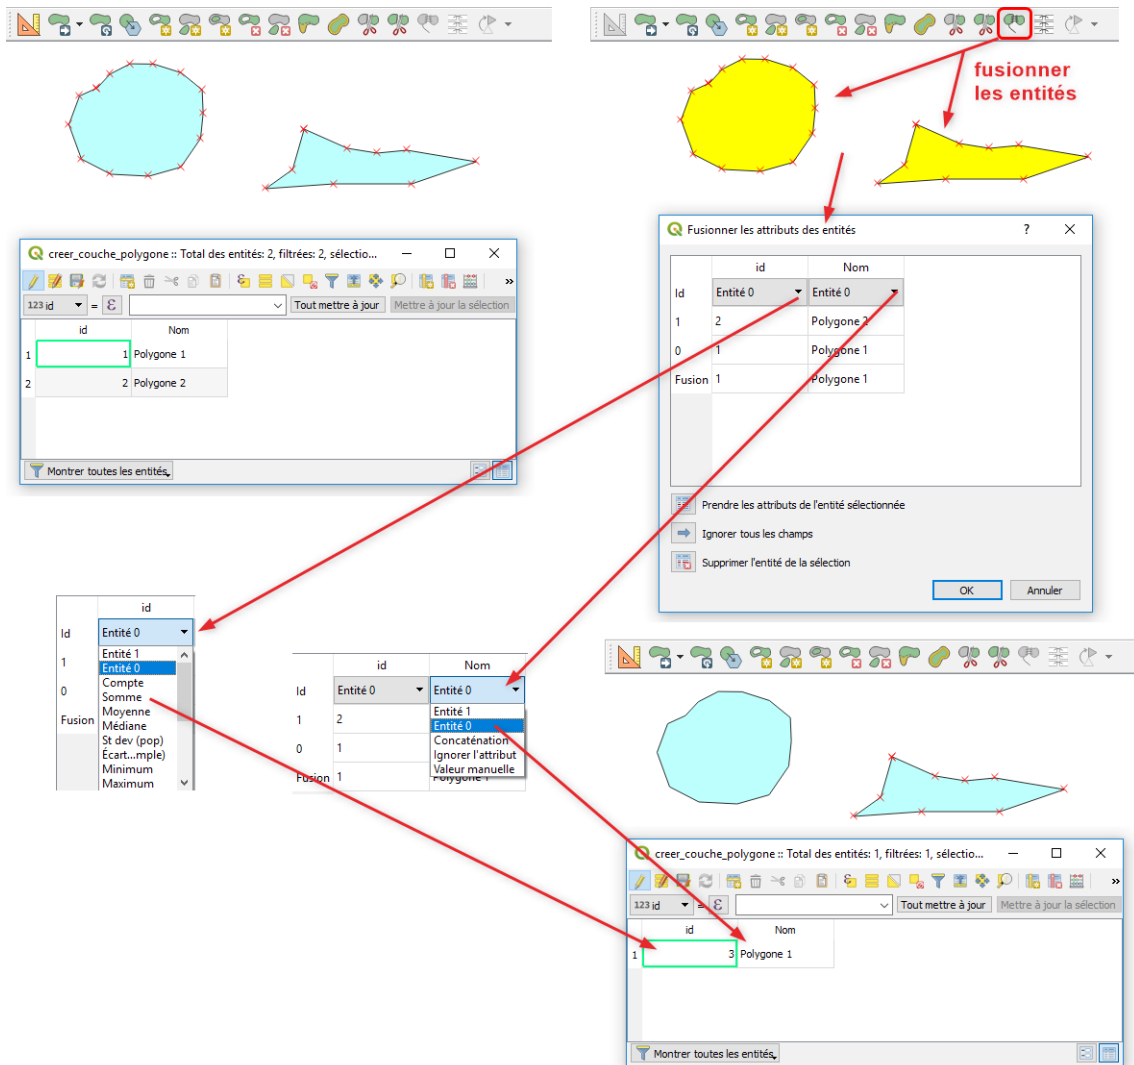 fusionner
les entités
creer_couche_polygone :: Total des entités: 2, filtrées: 2, sélectio...
123 id = ε Tout mettre à jour Mettre à jour la sélection
id Nom
1 1 Polygone 1
2 2 Polygone 2
Montrer toutes les entités
Fusionner les attributs des entités ?
id Nom
Id Entité 0 Entité 0
1 2 Polygone 2
0 1 Polygone 1
Fusion 1 Polygone 1
Prendre les attributs de l'entité sélectionnée
Ignorer tous les champs
Supprimer l'entité de la sélection
OK Annuler
id
Id Entité 0
1
0
Fusion
Entité 1
Entité 0
Compte
Somme
Moyenne
Médiane
St dev (pop)
Écart...mple)
Minimum
Maximum
id Nom
Id Entité 0 Entité 0
1 2
0 1
Fusion 1 Polygone 1
Entité 1
Entité 0
Concaténation
Ignorer l'attribut
Valeur manuelle
creer_couche_polygone :: Total des entités: 1, filtrées: 1, sélectio...
123 id = ε Tout mettre à jour Mettre à jour la sélection
id Nom
1 3 Polygone 1
Montrer toutes les entités